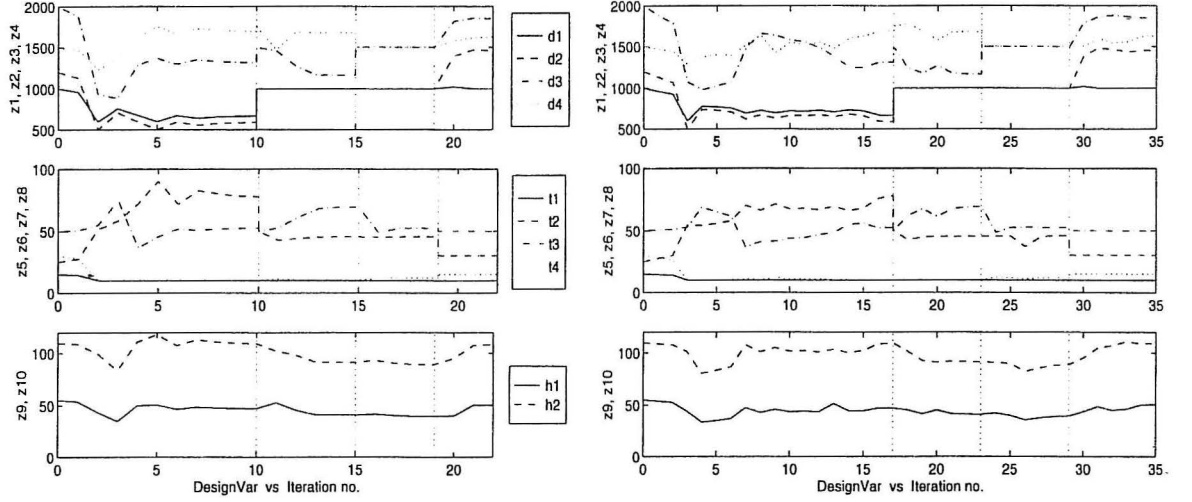 z1, z2, z3, z4
2000
1500
1000
500
0 5 10 15 20
d1
d2
d3
d4
z5, z6, z7, z8
100
50
0
0 5 10 15 20
t1
t2
t3
t4
z9, z10
100
50
0
0 5 10 15 20
h1
h2
DesignVar vs Iteration no.
z1, z2, z3, z4
2000
1500
1000
500
0 5 10 15 20 25 30 35
z5, z6, z7, z8
100
50
0
0 5 10 15 20 25 30 35
z9, z10
100
50
0
0 5 10 15 20 25 30 35
DesignVar vs Iteration no.